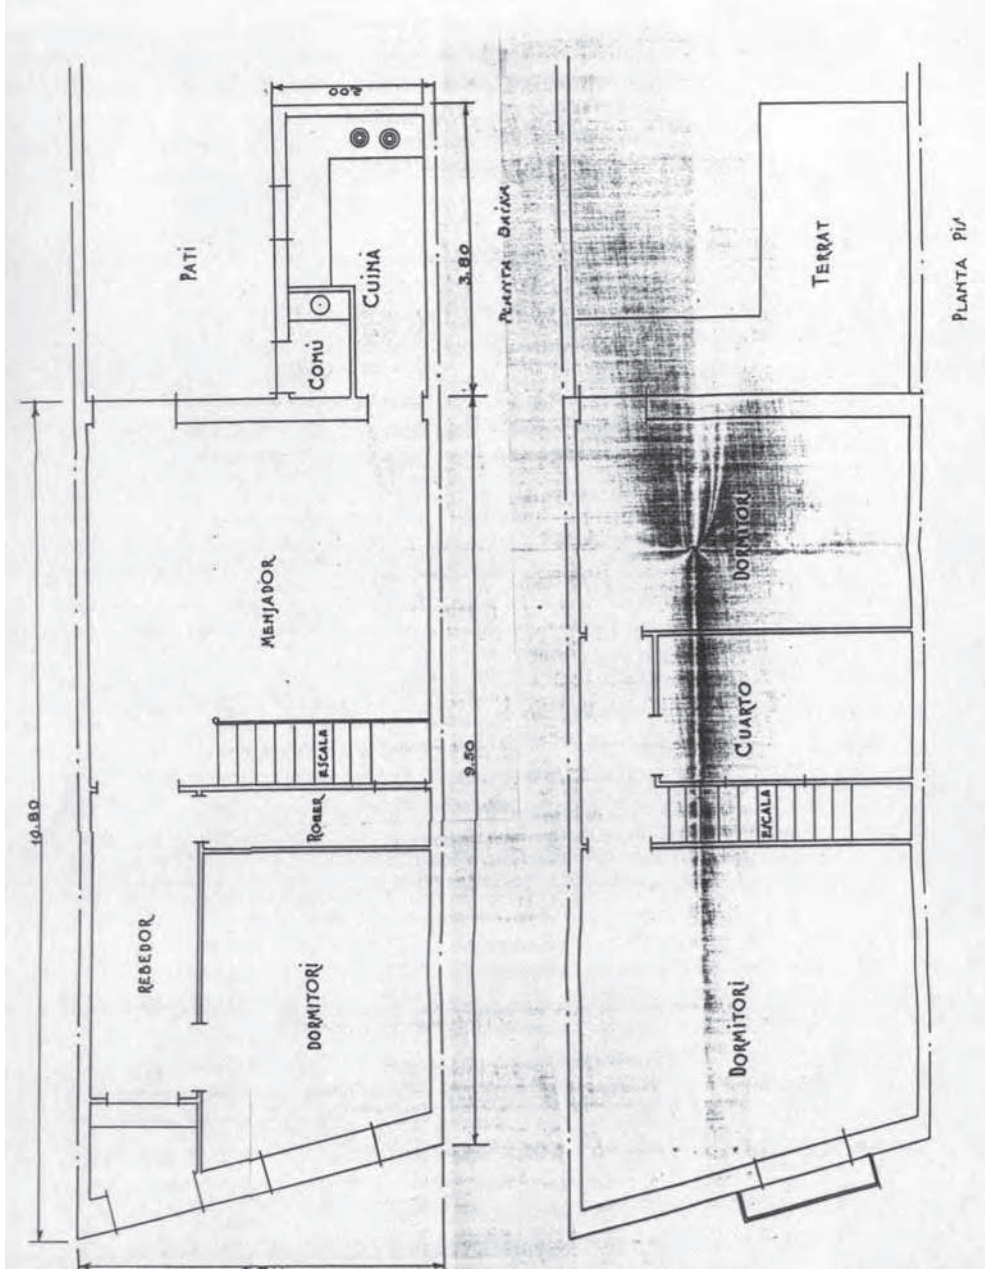 PATI
CUINA
COMÚ
3.80
MENJADOR
ESCALA
ROBER
9.50
10.80
REBEDOR
DORMITORI
PLANTA BAIXA
TERRAT
DORMITORI
CUARTO
ESCALA
DORMITORI
PLANTA PIS